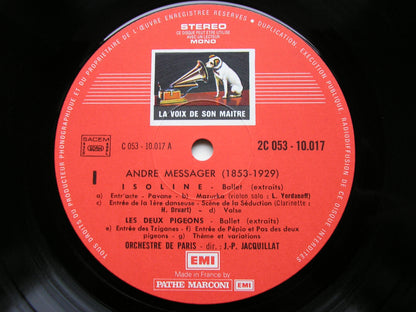 TOUS DROITS DU PRODUCTEUR PHONOGRAPHIQUE ET DU PROPRIETAIRE DE L'ŒUVRE ENREGISTREE RESERVES - DUPLICATION, EXECUTION PUBLIQUE, RADIODIFFUSION DE CE DISQUE INTERDITES
STEREO
CE DISQUE PEUT ETRE UTILISE
AVEC UN LECTEUR
MONO
LA VOIX DE SON MAITRE
SACEM
C 053 - 10.017 A
2C 053 - 10.017
I
ANDRE MESSAGER (1853-1929)
ISOLINE - Ballet (extraits)
a) Entr'acte - Pavane - b) Mazurka (violon solo : L. Yordanoff)
c) Entrée de la 1ère danseuse - Scène de la Séduction (Clarinette :
H. Druart) - d) Valse
LES DEUX PIGEONS - Ballet (extraits)
e) Entrée des Tziganes - f) Entrée de Pépio et Pas des deux
pigeons - g) Thème et variations
ORCHESTRE DE PARIS - dir. : J.-P. JACQUILLAT
EMI
Made in France by
PATHE MARCONI EMI